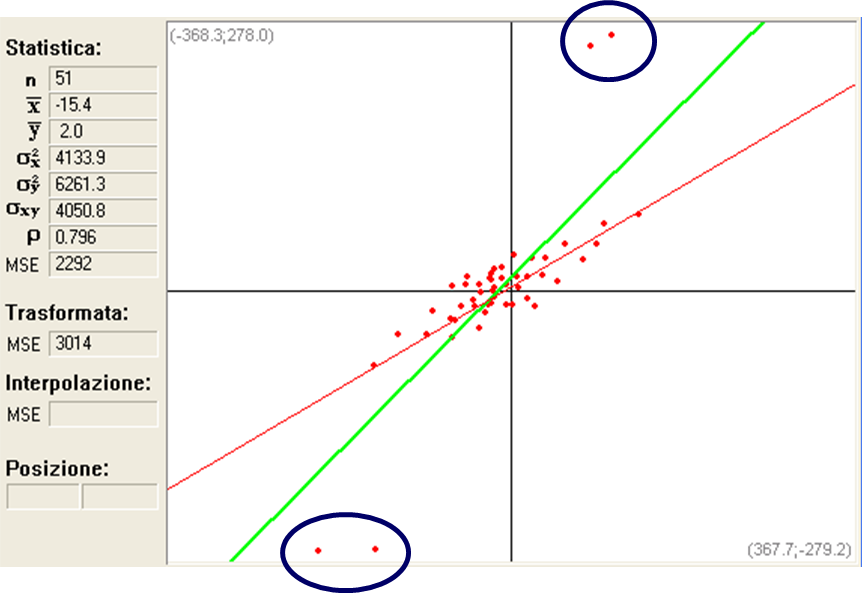 Statistica:
n 51
x̄ -15.4
ȳ 2.0
σ²x 4133.9
σ²y 6261.3
σxy 4050.8
ρ 0.796
MSE 2292
Trasformata:
MSE 3014
Interpolazione:
MSE
Posizione:
(-368.3;278.0)
(367.7;-279.2)